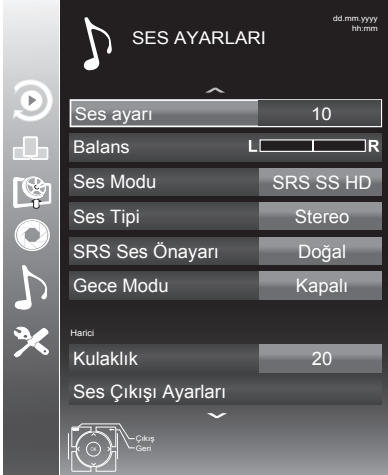 SES AYARLARI
dd.mm.yyyy
hh:mm
Ses ayarı 10
Balans L R
Ses Modu SRS SS HD
Ses Tipi Stereo
SRS Ses Önayarı Doğal
Gece Modu Kapalı
Harici
Kulaklık 20
Ses Çıkışı Ayarları
OK
Çıkış
Geri